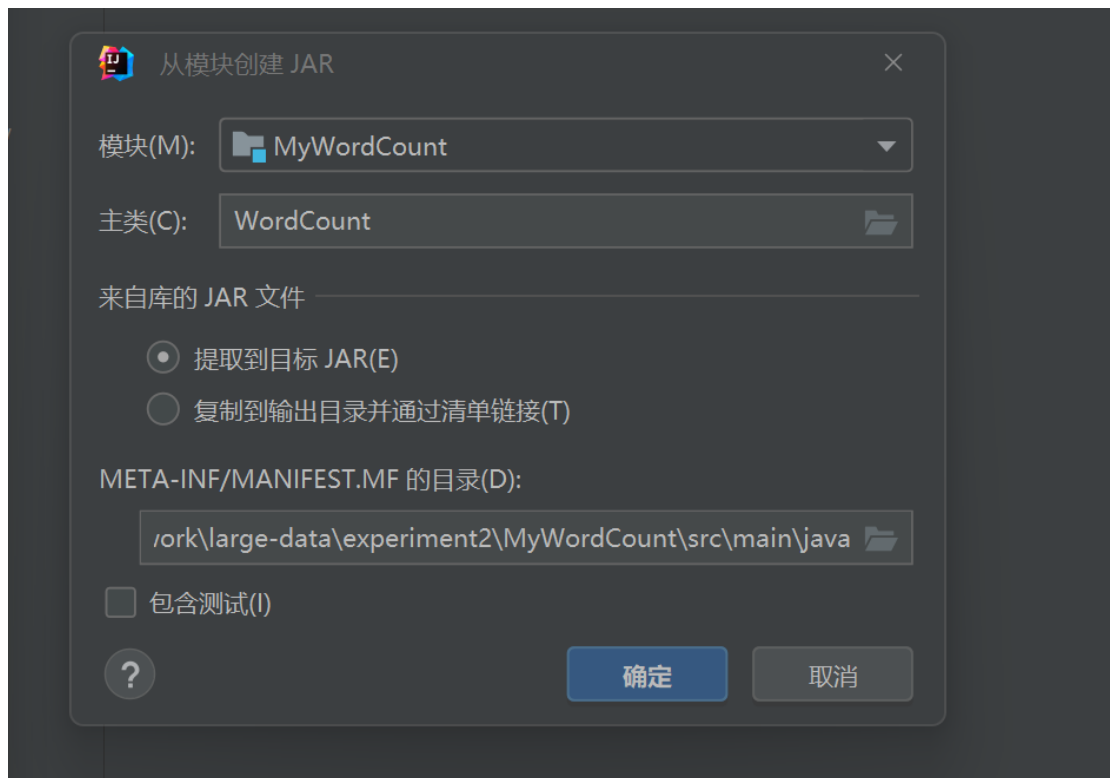 从模块创建 JAR
模块(M): MyWordCount
主类(C): WordCount
来自库的 JAR 文件
提取到目标 JAR(E)
复制到输出目录并通过清单链接(T)
META-INF/MANIFEST.MF 的目录(D):
ork\large-data\experiment2\MyWordCount\src\main\java
包含测试(I)
? 确定 取消